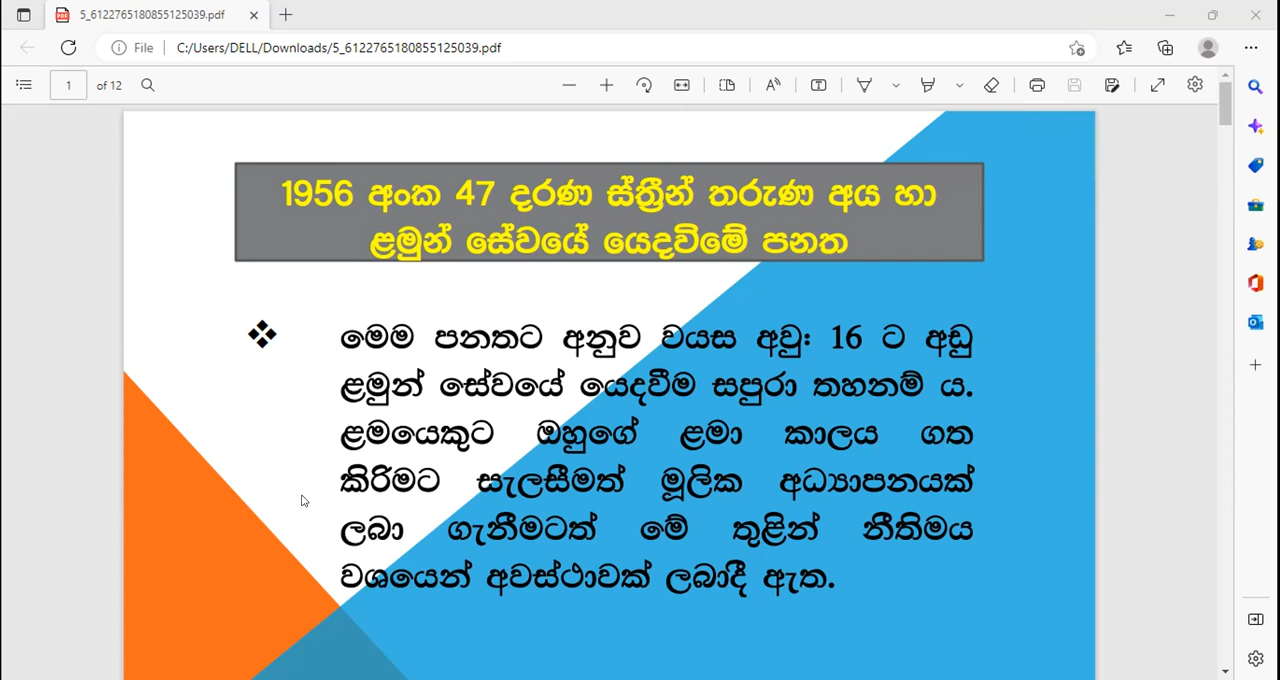 5_6122765180855125039.pdf
File C:/Users/DELL/Downloads/5_6122765180855125039.pdf
1 of 12
1956 අංක 47 දරණ ස්ත්‍රීන් තරුණ අය හා
ළමුන් සේවයේ යෙදවිමේ පනත
❖ මෙම පනතට අනුව වයස අවු: 16 ට අඩු
ළමුන් සේවයේ යෙදවීම සපුරා තහනම් ය.
ළමයෙකුට ඔහුගේ ළමා කාලය ගත
කිරිමට සැලසීමත් මූලික අධ්‍යාපනයක්
ලබා ගැනීමටත් මේ තුළින් නීතිමය
වශයෙන් අවස්ථාවක් ලබාදී ඇත.